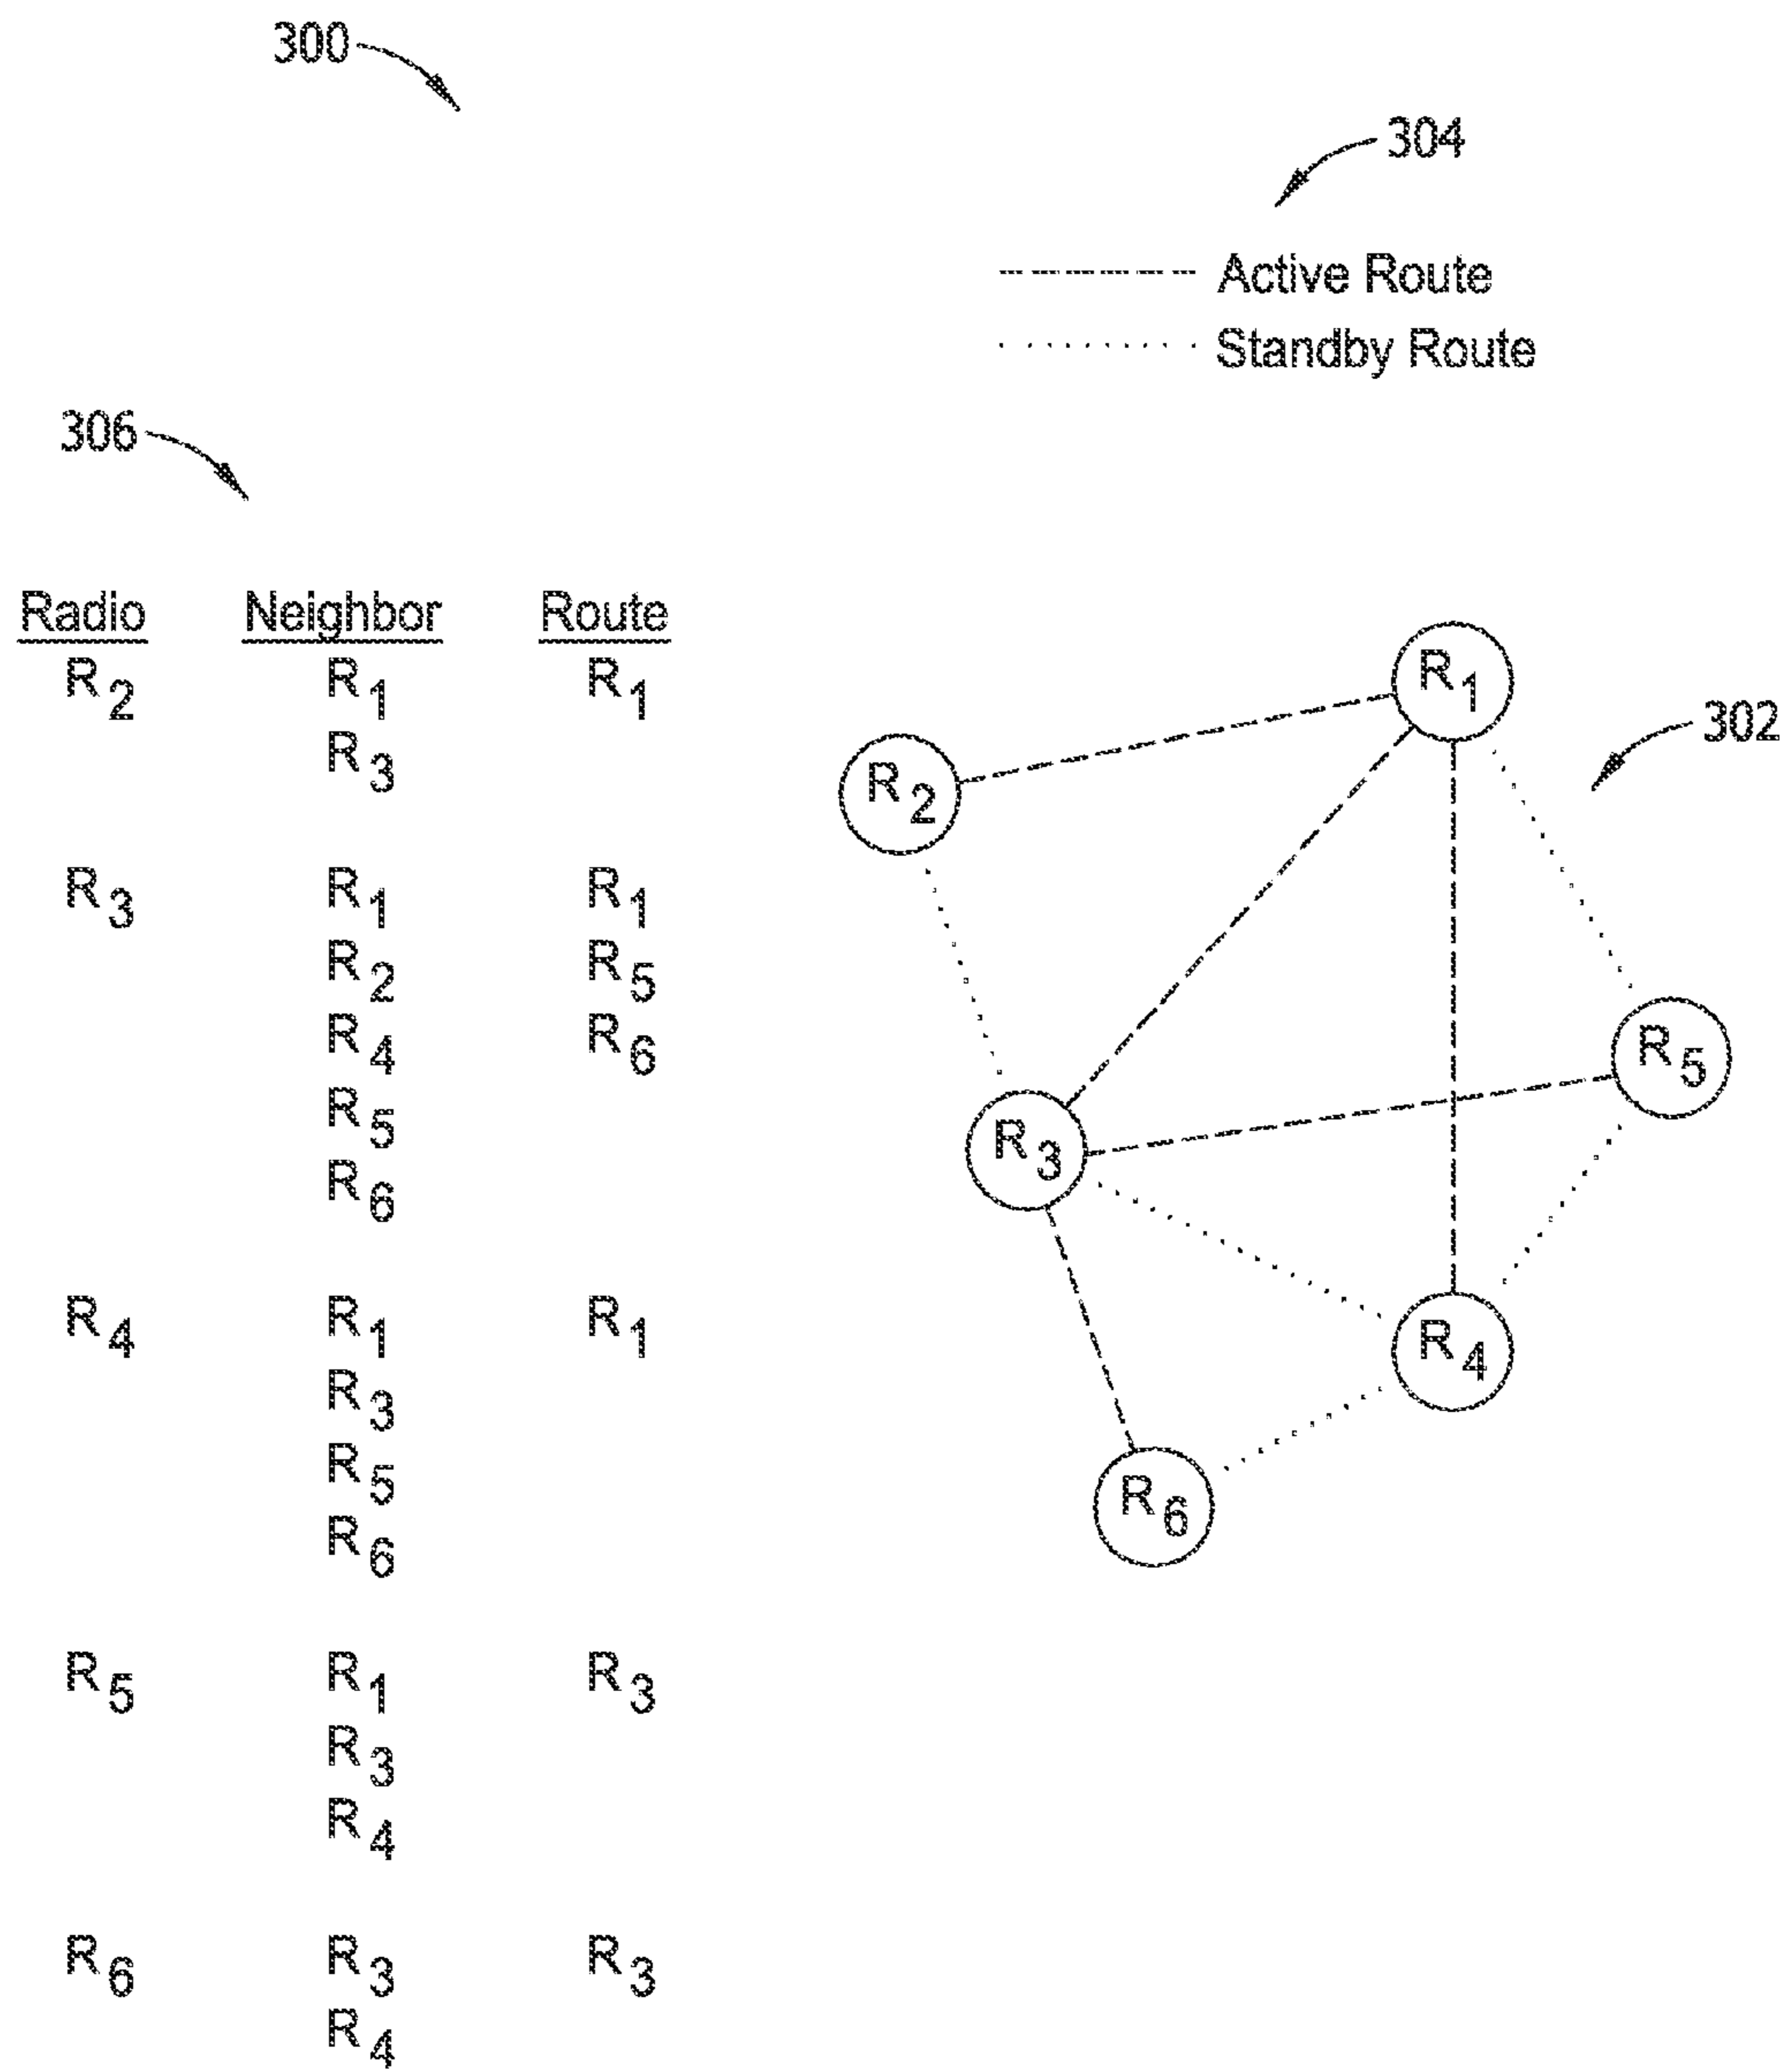 300
304
Active Route
Standby Route
306
Radio Neighbor Route
R2 R1 R1
R3
R3 R1 R1
R2 R5
R4 R6
R5
R6
R4 R1 R1
R3
R5
R6
R5 R1 R3
R3
R4
R6 R3 R3
R4
R1
302
R2
R5
R3
R4
R6